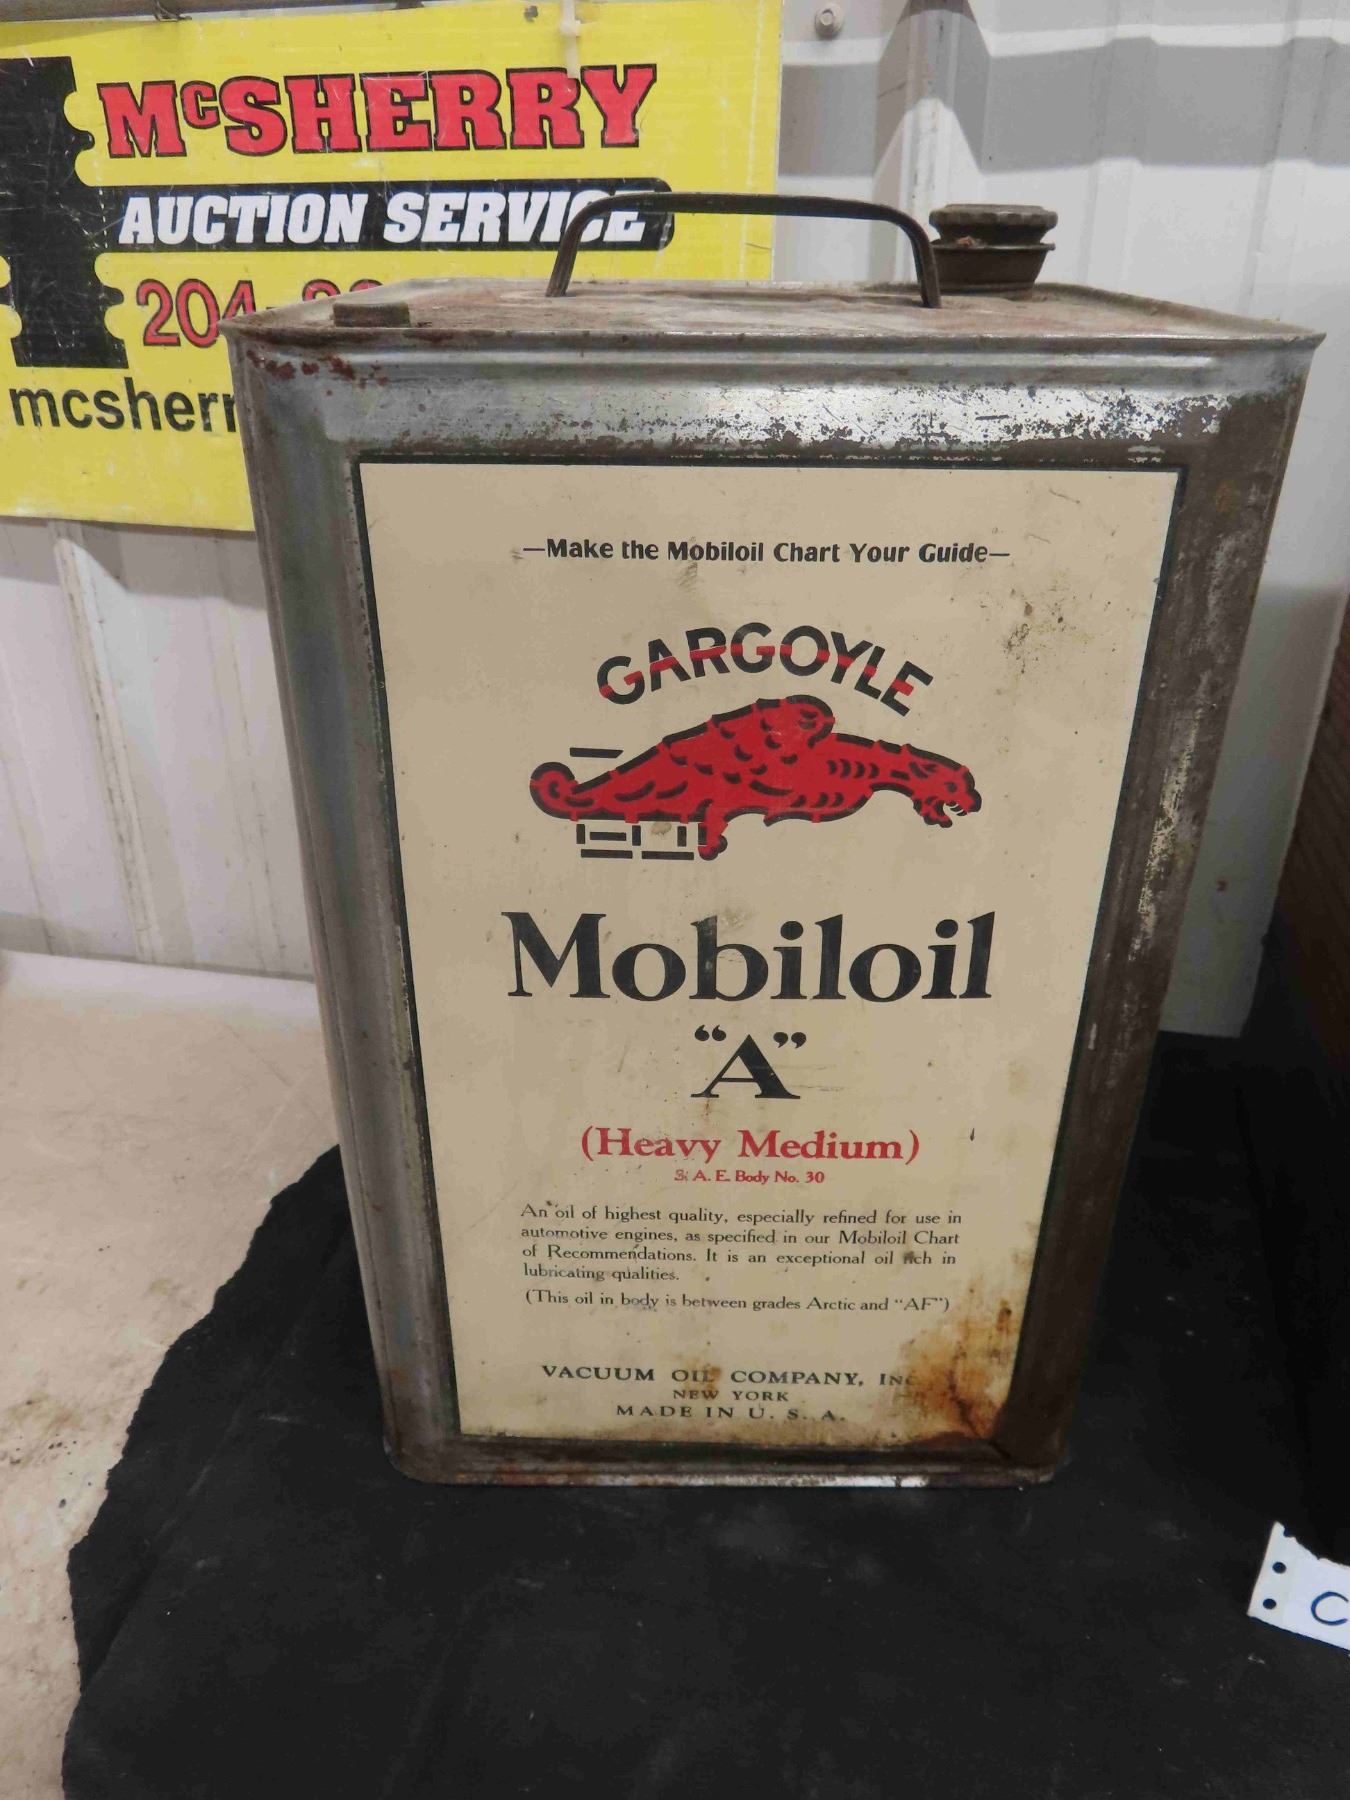 McSHERRY
AUCTION SERVICE
204-
mcsherr
—Make the Mobiloil Chart Your Guide—
GARGOYLE
Mobiloil
“A”
(Heavy Medium)
S. A. E. Body No. 30
An oil of highest quality, especially refined for use in
automotive engines, as specified in our Mobiloil Chart
of Recommendations. It is an exceptional oil rich in
lubricating qualities.
(This oil in body is between grades Arctic and “AF”)
VACUUM OIL COMPANY, INC.
NEW YORK
MADE IN U. S. A.
C